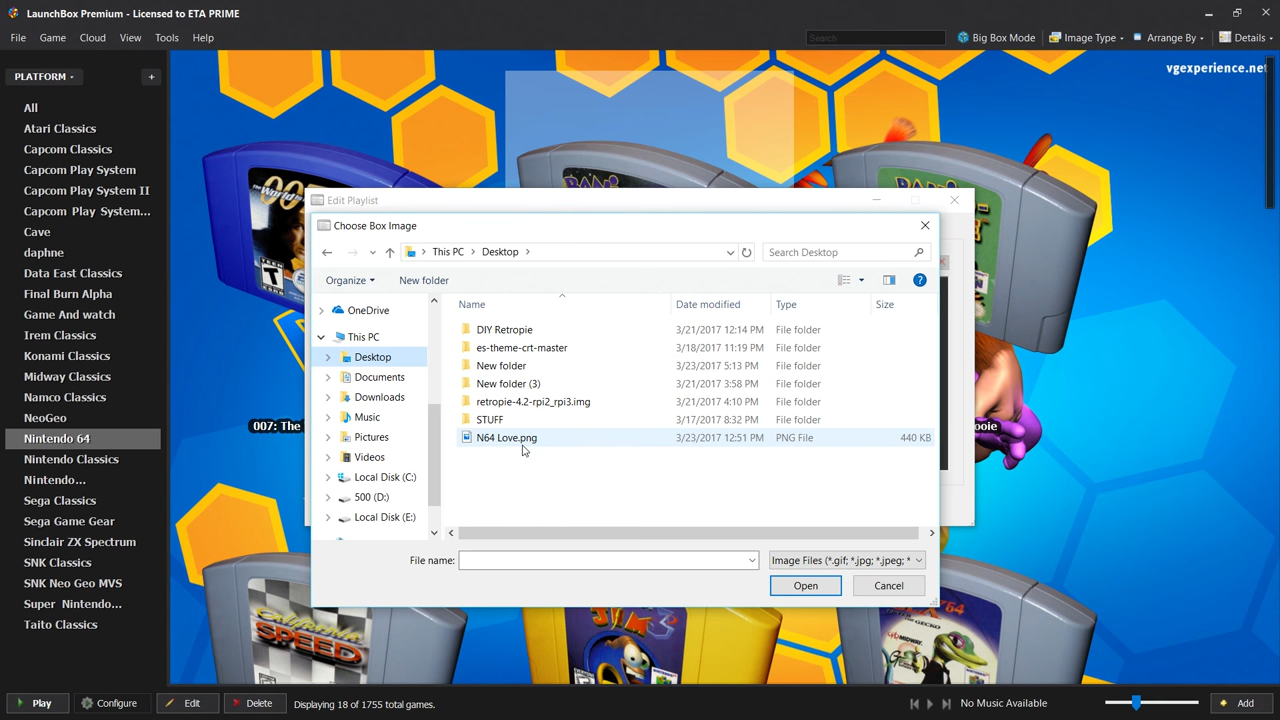 LaunchBox Premium - Licensed to ETA PRIME
File Game Cloud View Tools Help
Search
Big Box Mode
Image Type
Arrange By
Details
PLATFORM
+
All
Atari Classics
Capcom Classics
Capcom Play System
Capcom Play System II
Capcom Play System...
Cave
daphne
Data East Classics
Final Burn Alpha
Game And watch
Irem Classics
Konami Classics
Midway Classics
Namco Classics
NeoGeo
Nintendo 64
Nintendo Classics
Nintendo...
Sega Classics
Sega Game Gear
Sinclair ZX Spectrum
SNK Classics
SNK Neo Geo MVS
Super Nintendo...
Taito Classics
vgexperience.net
Edit Playlist
Choose Box Image
This PC > Desktop >
Search Desktop
Organize
New folder
OneDrive
This PC
Desktop
Documents
Downloads
Music
Pictures
Videos
Local Disk (C:)
500 (D:)
Local Disk (E:)
Name Date modified Type Size
DIY Retropie 3/21/2017 12:14 PM File folder
es-theme-crt-master 3/18/2017 11:19 PM File folder
New folder 3/23/2017 5:13 PM File folder
New folder (3) 3/21/2017 3:58 PM File folder
retropie-4.2-rpi2_rpi3.img 3/21/2017 4:10 PM File folder
STUFF 3/17/2017 8:32 PM File folder
N64 Love.png 3/23/2017 12:51 PM PNG File 440 KB
File name:
Image Files (*.gif; *.jpg; *.jpeg; *
Open
Cancel
007: The
ooie
SPEED
JIM 3
MIDWAY
Play
Configure
Edit
Delete
Displaying 18 of 1755 total games.
No Music Available
Add